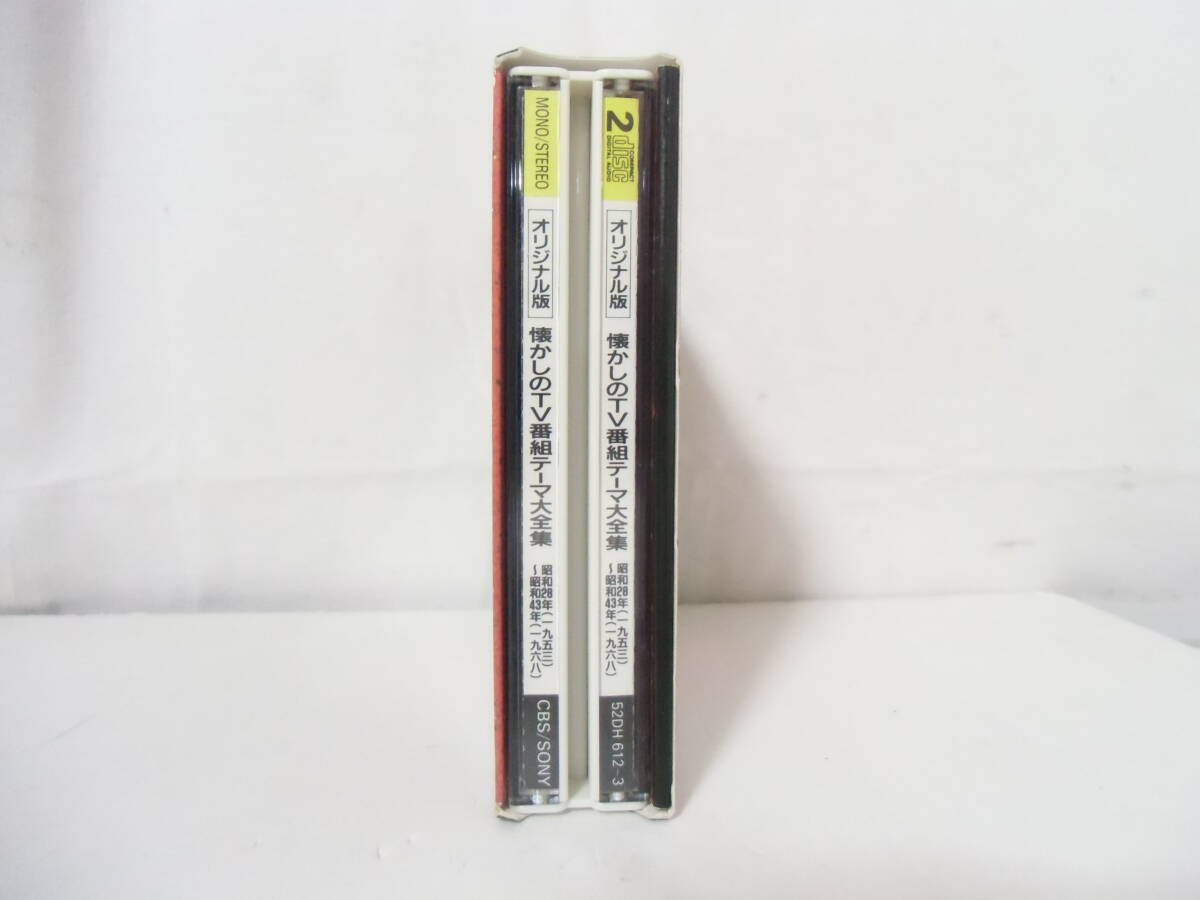 MONO/STEREO
オリジナル版
懐かしのTV番組テーマ大全集
昭和28年(一九五三)
〜昭和43年(一九六八)
CBS/SONY
2
COMPACT
disc
DIGITAL AUDIO
オリジナル版
懐かしのTV番組テーマ大全集
昭和28年(一九五三)
〜昭和43年(一九六八)
52DH 612-3